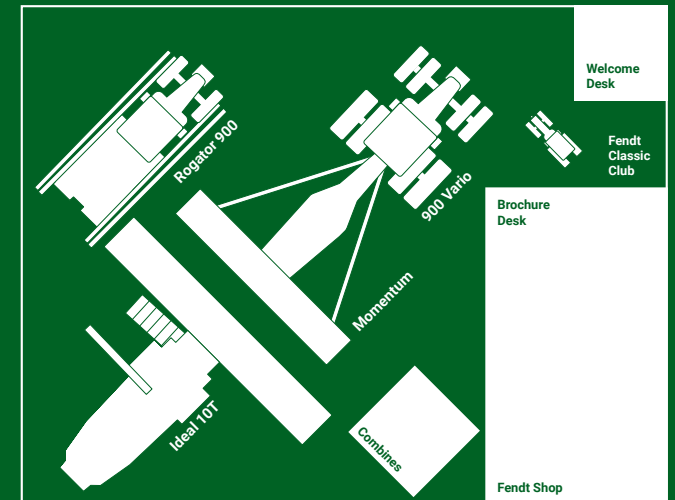 Welcome
Desk
Rogator 900
Fendt
Classic
Club
900 Vario
Brochure
Desk
Momentum
Ideal 10T
Combines
Fendt Shop